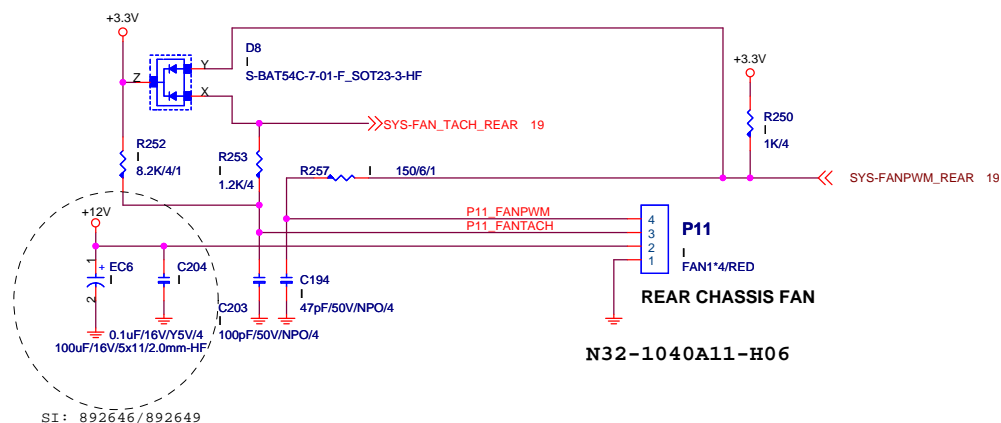 +3.3V
D8
S-BAT54C-7-01-F_SOT23-3-HF
Y
Z
X
+3.3V
R250
1K/4
SYS-FAN_TACH_REAR 19
R252
8.2K/4/1
R253
1.2K/4
R257
150/6/1
SYS-FANPWM_REAR 19
+12V
P11_FANPWM
P11_FANTACH
4
3
2
1
P11
FAN1*4/RED
1
+ EC6
2
C204
C203
C194
47pF/50V/NPO/4
REAR CHASSIS FAN
0.1uF/16V/Y5V/4
100pF/50V/NPO/4
100uF/16V/5x11/2.0mm-HF
N32-1040A11-H06
SI: 892646/892649